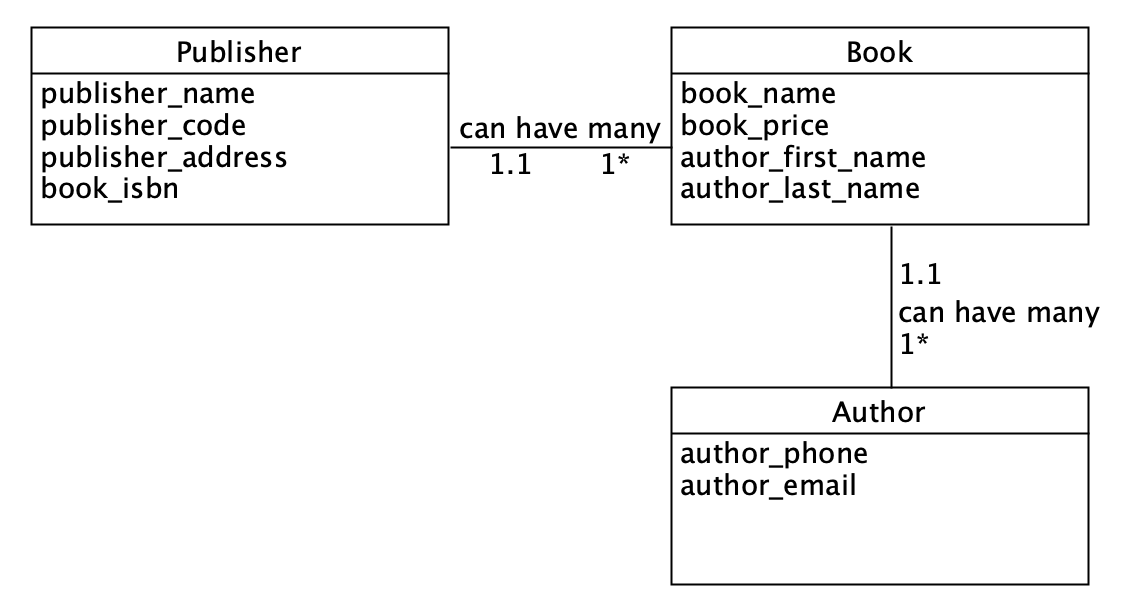 Publisher
publisher_name
publisher_code
publisher_address
book_isbn
can have many
1.1 1*
Book
book_name
book_price
author_first_name
author_last_name
1.1
can have many
1*
Author
author_phone
author_email